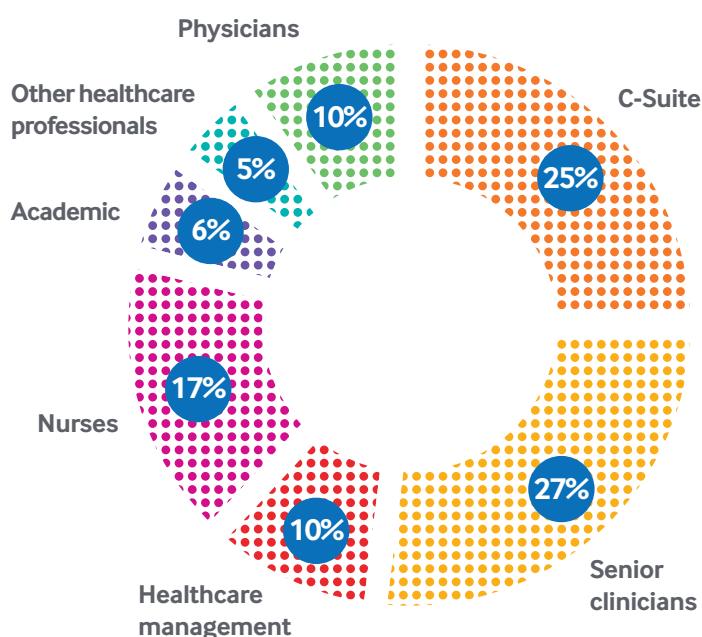 Physicians
10%
C-Suite
25%
Other healthcare
professionals
5%
Academic
6%
Nurses
17%
Healthcare
management
10%
Senior
clinicians
27%